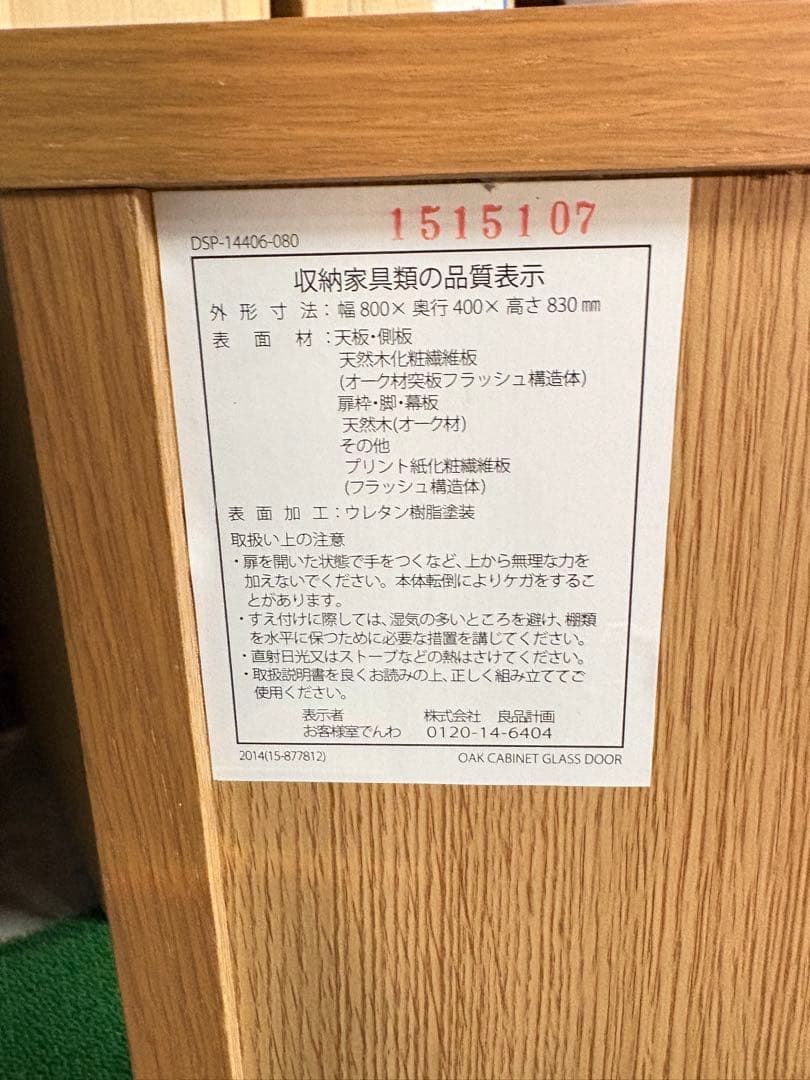 DSP-14406-080 1515107
収納家具類の品質表示
外形寸法：幅800×奥行400×高さ830㎜
表面材：天板・側板
天然木化粧繊維板
(オーク材突板フラッシュ構造体)
扉枠・脚・幕板
天然木(オーク材)
その他
プリント紙化粧繊維板
(フラッシュ構造体)
表面加工：ウレタン樹脂塗装
取扱い上の注意
・扉を開いた状態で手をつくなど、上から無理な力を
加えないでください。本体転倒によりケガをするこ
とがあります。
・すえ付けに際しては、湿気の多いところを避け、棚類
を水平に保つために必要な措置を講じてください。
・直射日光又はストーブなどの熱はさけてください。
・取扱説明書を良くお読みの上、正しく組み立ててご
使用ください。
表示者 株式会社 良品計画
お客様室でんわ 0120-14-6404
2014(15-877812) OAK CABINET GLASS DOOR